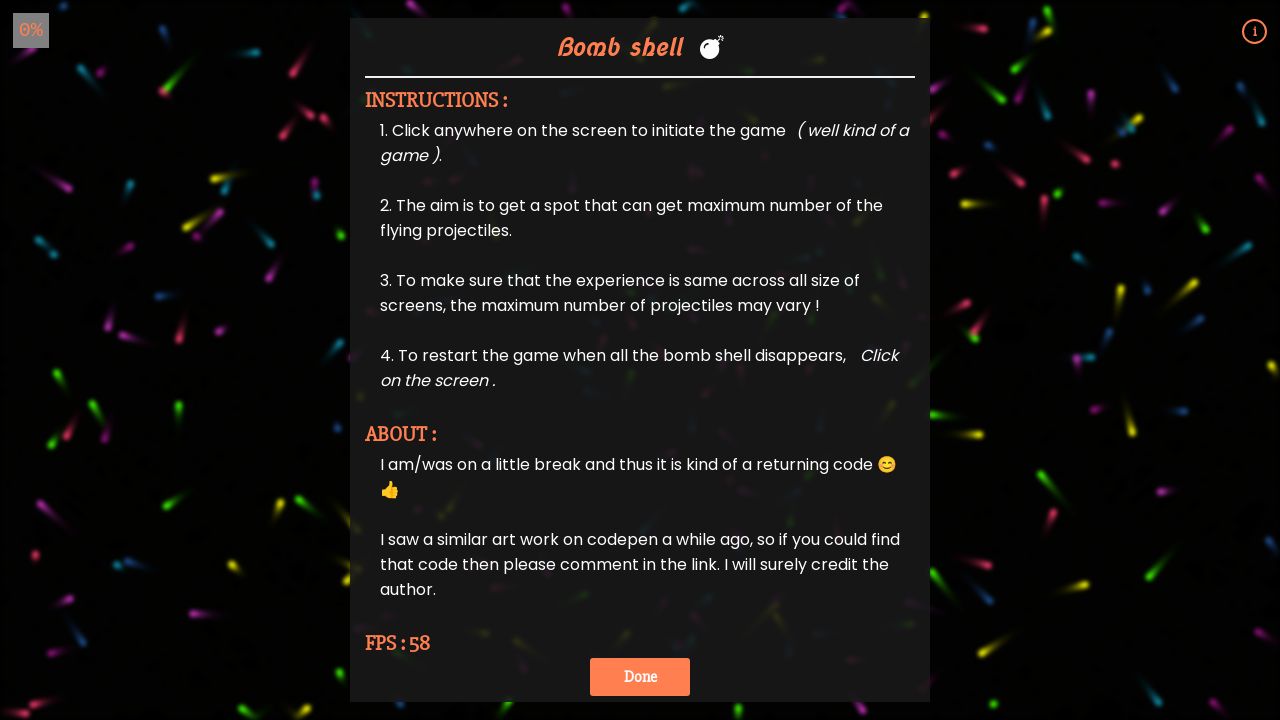 0%
i
Bomb shell 💣
INSTRUCTIONS :
1. Click anywhere on the screen to initiate the game ( well kind of a
game ).
2. The aim is to get a spot that can get maximum number of the
flying projectiles.
3. To make sure that the experience is same across all size of
screens, the maximum number of projectiles may vary !
4. To restart the game when all the bomb shell disappears, Click
on the screen .
ABOUT :
I am/was on a little break and thus it is kind of a returning code 😊
👍
I saw a similar art work on codepen a while ago, so if you could find
that code then please comment in the link. I will surely credit the
author.
FPS : 58
Done